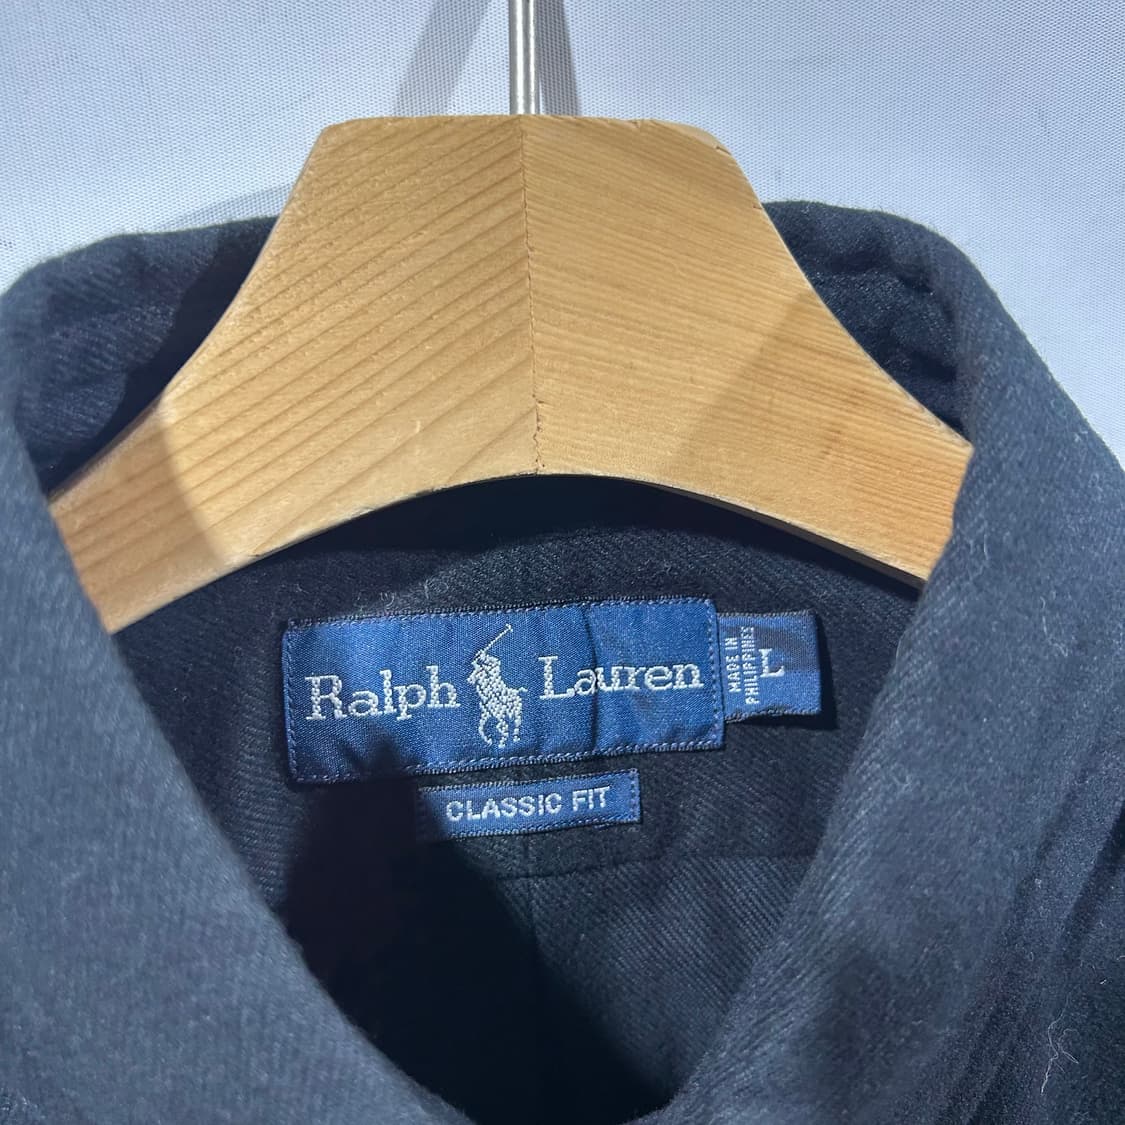 Ralph Lauren
MADE IN
PHILIPPINES
L
CLASSIC FIT